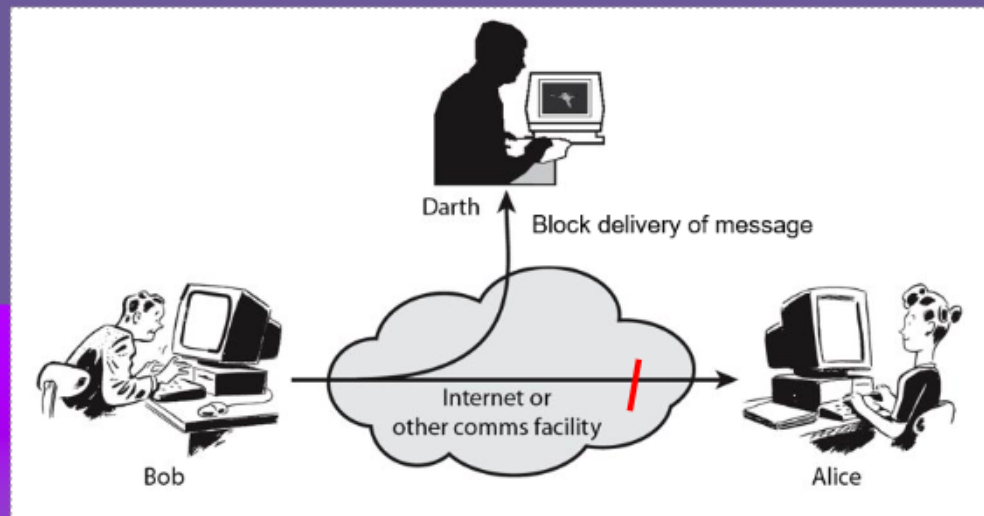 Darth
Block delivery of message
Internet or
other comms facility
Bob
Alice